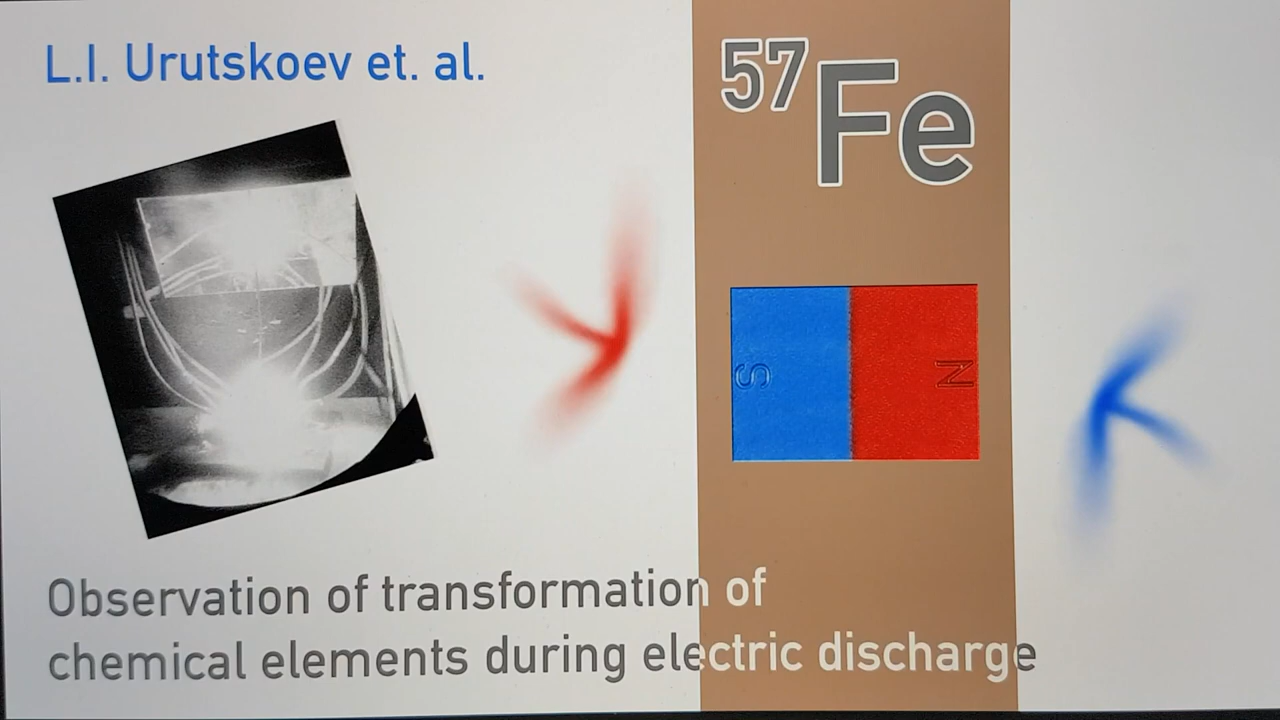 L.I. Urutskoev et. al.
57Fe
S
N
Observation of transformation of
chemical elements during electric discharge